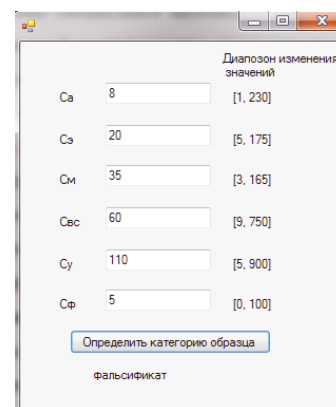 Диапозон изменения
значений
Са 8 [1, 230]
Сэ 20 [5, 175]
См 35 [3, 165]
Свс 60 [9, 750]
Су 110 [5, 900]
Сф 5 [0, 100]
Определить категорию образца
фальсификат